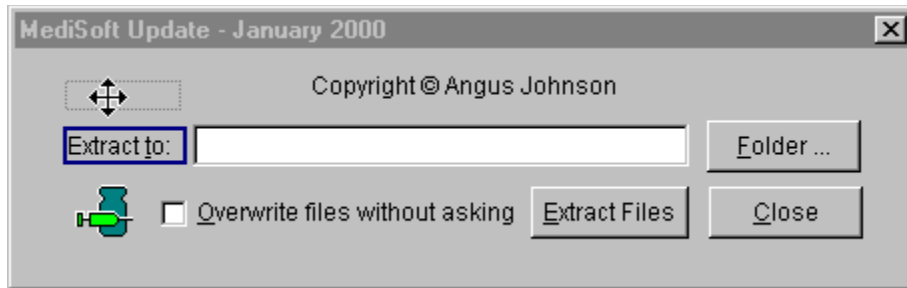 MediSoft Update - January 2000
Copyright © Angus Johnson
Extract to:
Folder ...
Overwrite files without asking
Extract Files
Close